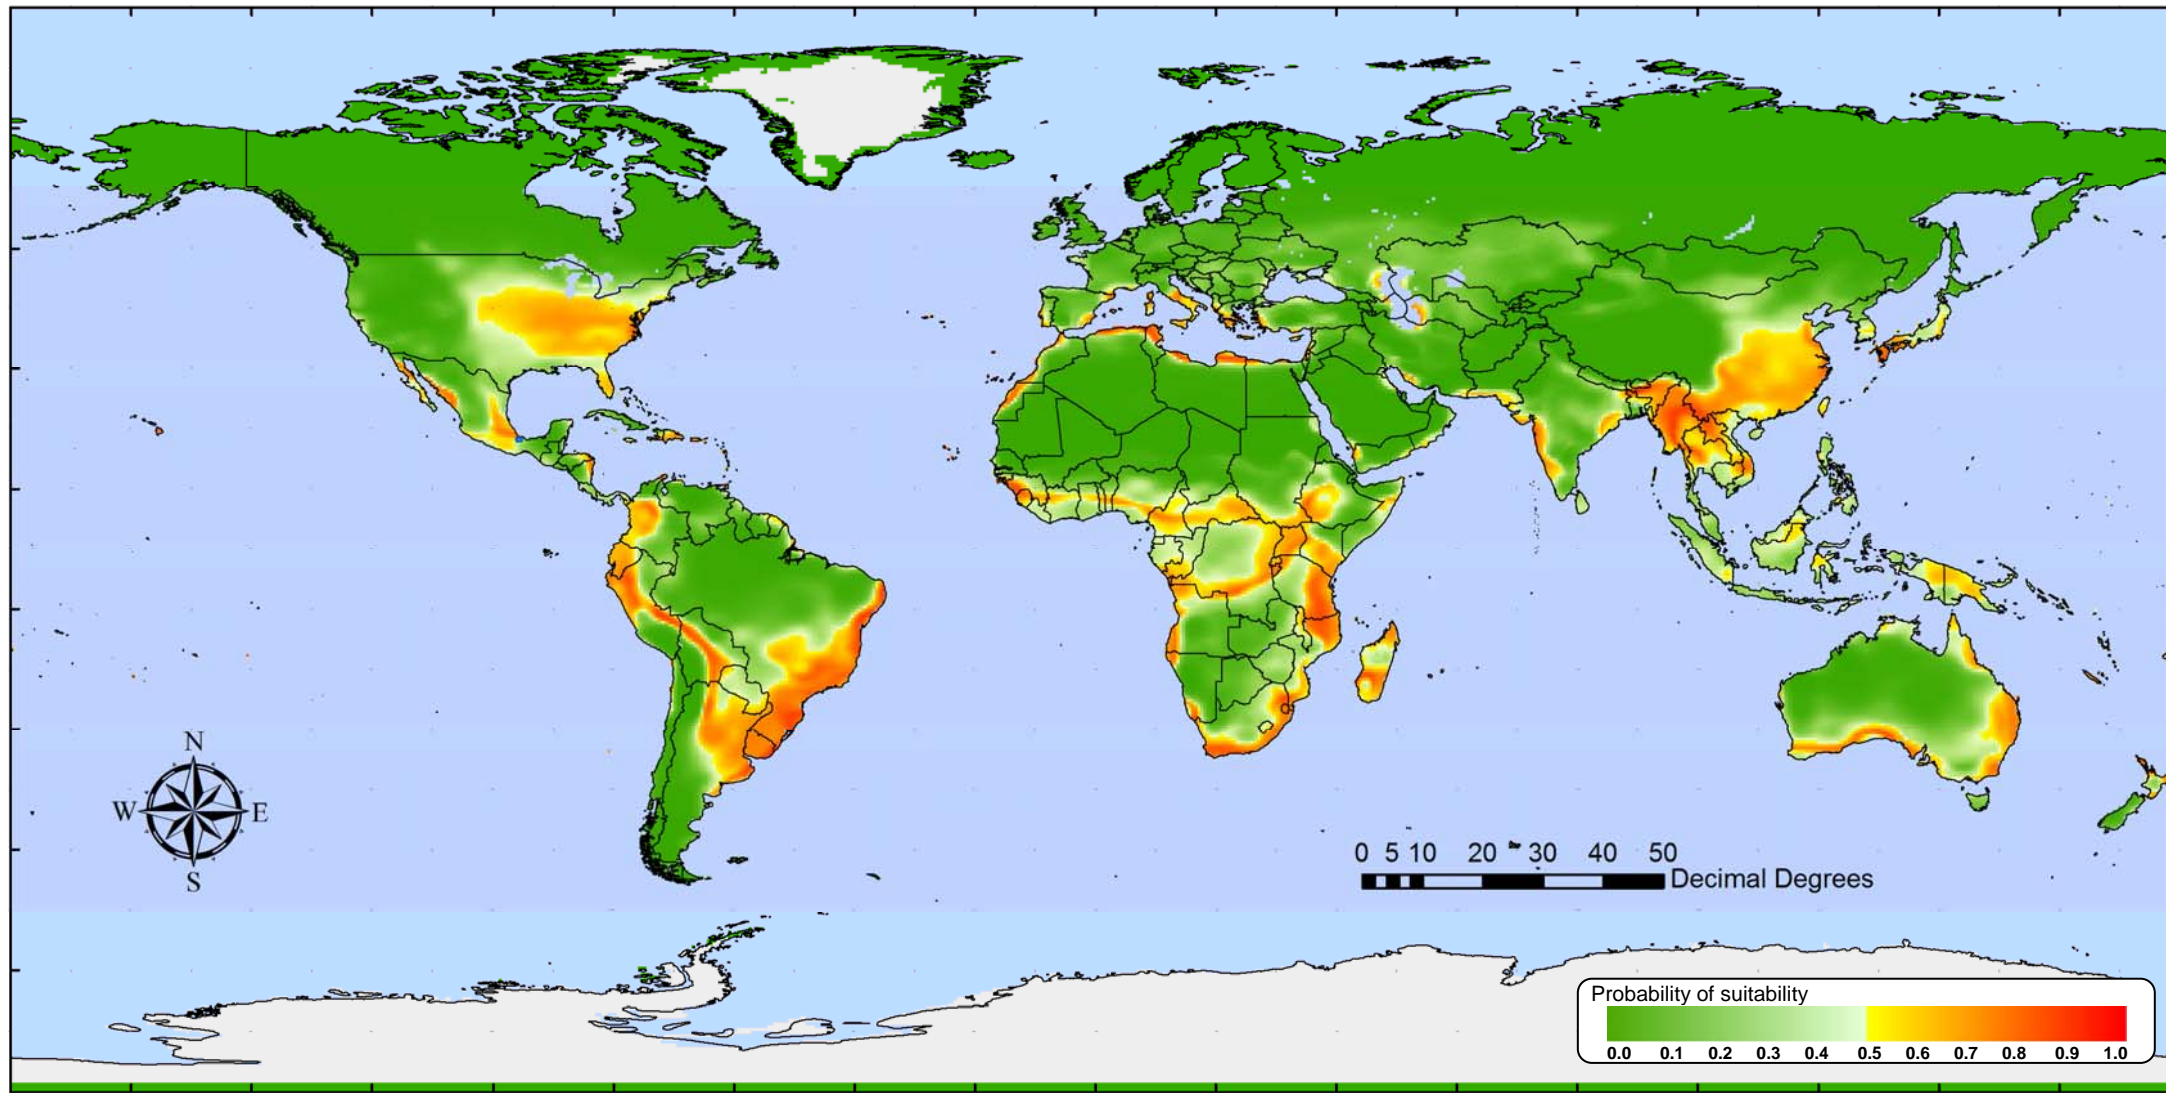 N
W E
S
0 5 10 20 30 40 50
Decimal Degrees
Probability of suitability
0.0 0.1 0.2 0.3 0.4 0.5 0.6 0.7 0.8 0.9 1.0